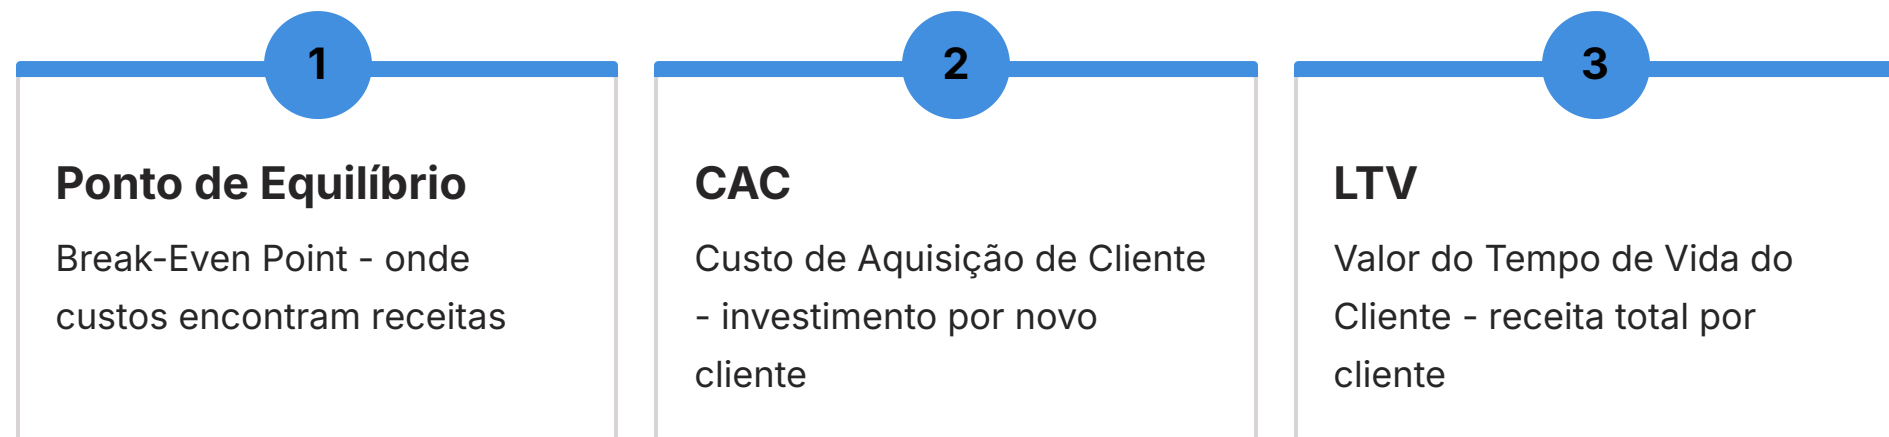 1
Ponto de Equilíbrio
Break-Even Point - onde
custos encontram receitas
2
CAC
Custo de Aquisição de Cliente
- investimento por novo
cliente
3
LTV
Valor do Tempo de Vida do
Cliente - receita total por
cliente